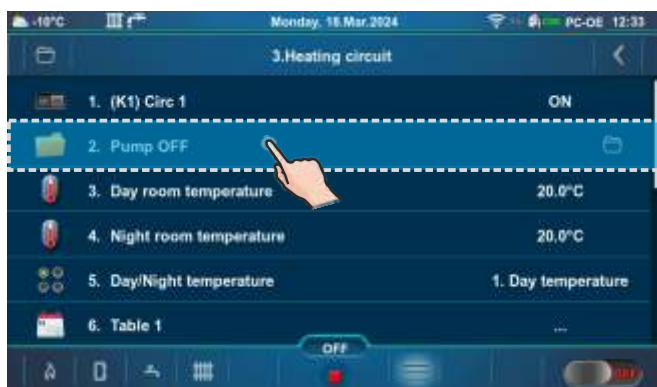 -10°C Monday, 18.Mar.2024 PC-OE 12:33
3.Heating circuit
1. (K1) Circ 1 ON
2. Pump OFF
3. Day room temperature 20.0°C
4. Night room temperature 20.0°C
5. Day/Night temperature 1. Day temperature
6. Table 1 ...
OFF
OFF